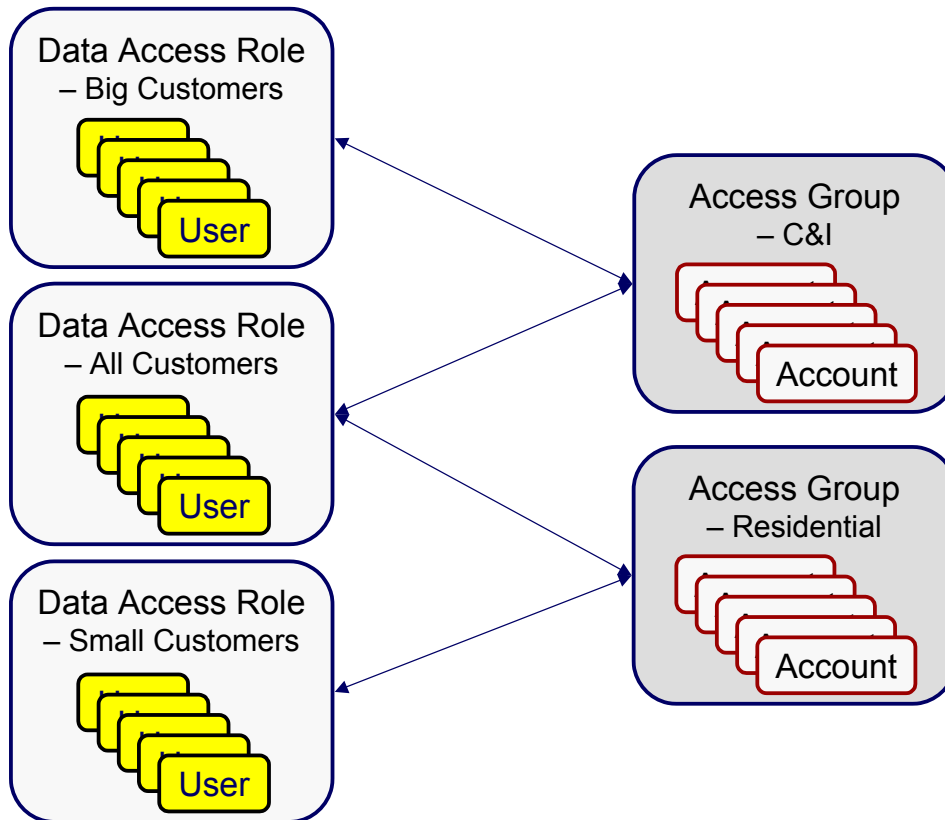 Data Access Role
– Big Customers
User
Data Access Role
– All Customers
User
Data Access Role
– Small Customers
User
Access Group
– C&I
Account
Access Group
– Residential
Account